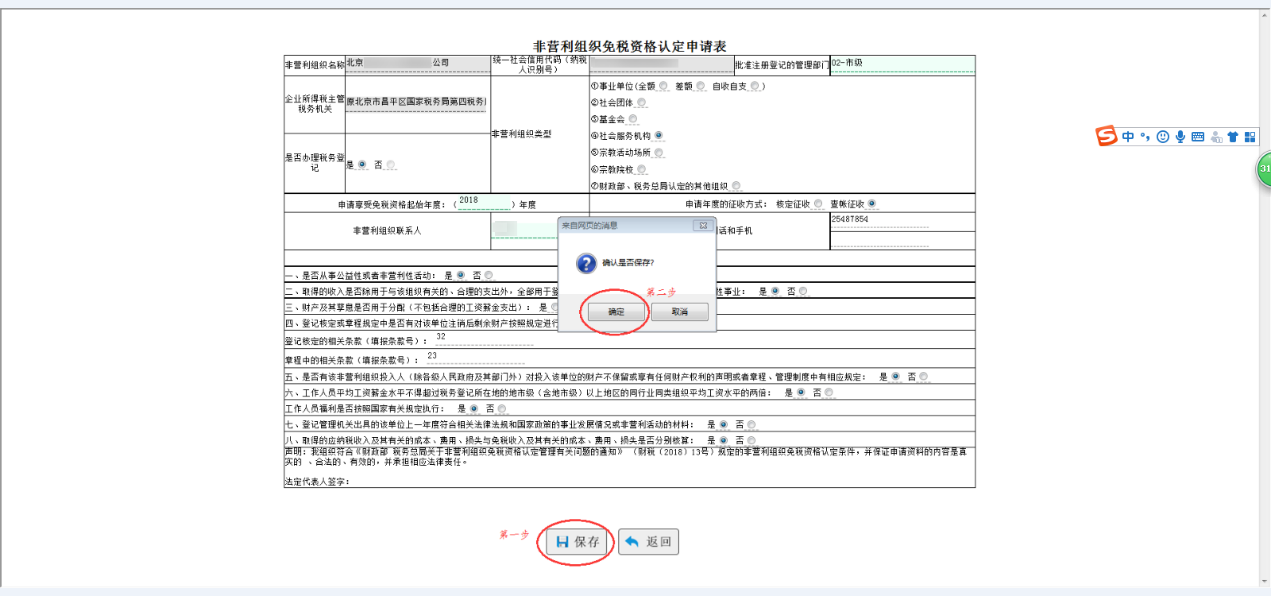 非营利组织免税资格认定申请表
非营利组织名称
北京 公司
统一社会信用代码（纳税人识别号）
批准注册登记的管理部门
02-市级
企业所得税主管税务机关
原北京市昌平区国家税务局第四税务
非营利组织类型
①事业单位(全额 差额 自收自支 )
②社会团体
③基金会
④社会服务机构
⑤宗教活动场所
⑥宗教院校
⑦财政部、税务总局认定的其他组织
是否办理税务登记
是 否
申请享受免税资格起始年度：（2018）年度
申请年度的征收方式： 核定征收 查帐征收
非营利组织联系人
话和手机
25487854
一、是否从事公益性或者非营利性活动： 是 否
二、取得的收入是否除用于与该组织有关的、合理的支出外，全部用于登
性事业： 是 否
三、财产及其孳息是否用于分配（不包括合理的工资薪金支出）： 是
四、登记核定或章程规定中是否有对该单位注销后剩余财产按照规定进行
登记核定的相关条款（填报条款号）： 32
章程中的相关条款（填报条款号）： 23
五、是否有该非营利组织投入人（除各级人民政府及其部门外）对投入该单位的财产不保留或享有任何财产权利的声明或者章程、管理制度中有相应规定： 是 否
六、工作人员平均工资薪金水平不得超过税务登记所在地的地市级（含地市级）以上地区的同行业同类组织平均工资水平的两倍： 是 否
工作人员福利是否按照国家有关规定执行： 是 否
七、登记管理机关出具的该单位上一年度符合相关法律法规和国家政策的事业发展情况或非营利活动的材料： 是 否
八、取得的应纳税收入及其有关的成本、费用、损失与免税收入及其有关的成本、费用、损失是否分别核算： 是 否
声明：我组织符合《财政部 税务总局关于非营利组织免税资格认定管理有关问题的通知》（财税（2018）13号）规定的非营利组织免税资格认定条件，并保证申请资料的内容是真
实的 、合法的、有效的，并承担相应法律责任。
法定代表人签字：
来自网页的消息
确认是否保存?
第二步
确定
取消
第一步
保存
返回
中
31